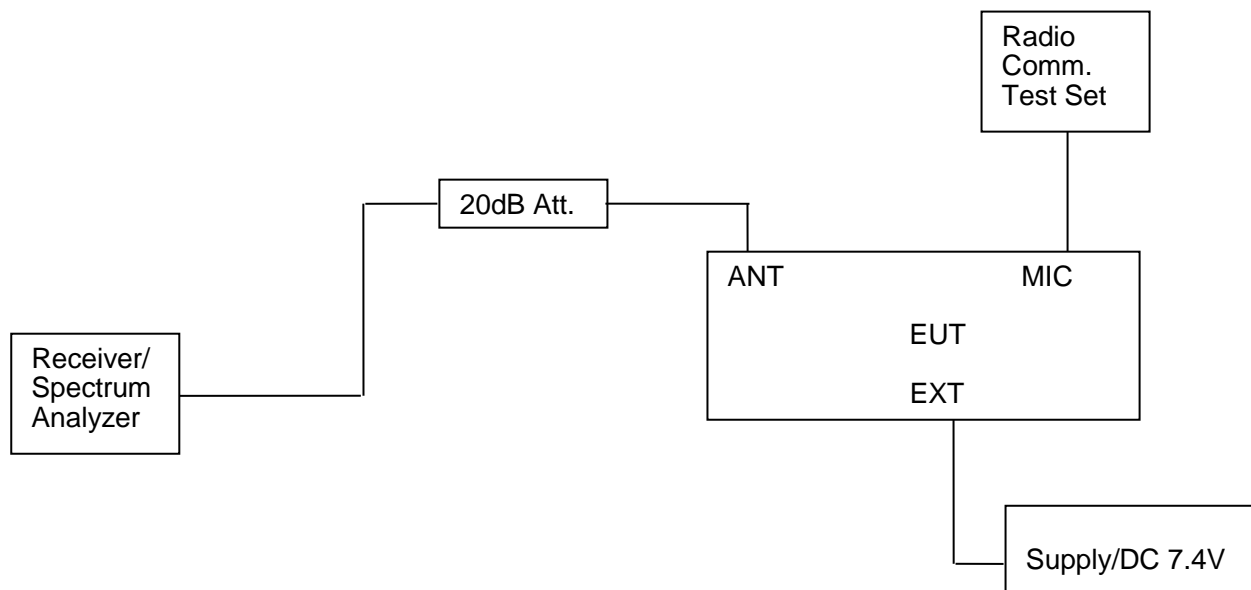 Radio
Comm.
Test Set
20dB Att.
ANT
MIC
EUT
Receiver/
Spectrum
Analyzer
EXT
Supply/DC 7.4V